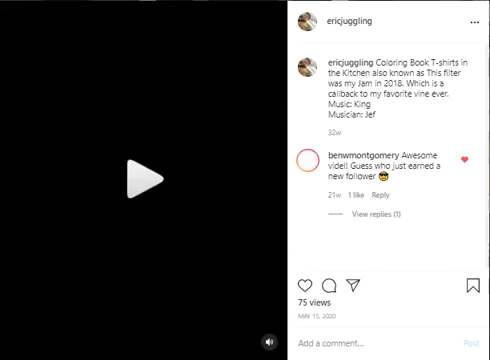 ericjuggling
ericjuggling Coloring Book T-shirts in
the Kitchen also known as This filter
was my Jam in 2018. Which is a
callback to my favorite vine ever.
Music: King
Musician: Jef
32w
benwmontgomery Awesome
vide!! Guess who just earned a
new follower 😎
21w 1 like Reply
View replies (1)
75 views
MAY 15, 2020
Add a comment... Post